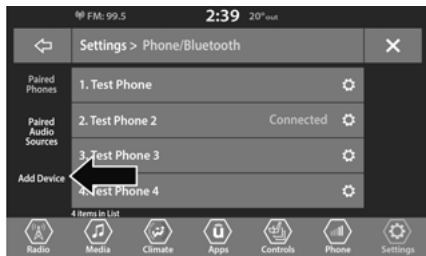 FM: 99.5 2:39 20° out
Settings > Phone/Bluetooth
Paired
Phones
1. Test Phone
Paired
Audio
Sources
2. Test Phone 2 Connected
3. Test Phone 3
Add Device
4. Test Phone 4
4 items in List
Radio Media Climate Apps Controls Phone Settings